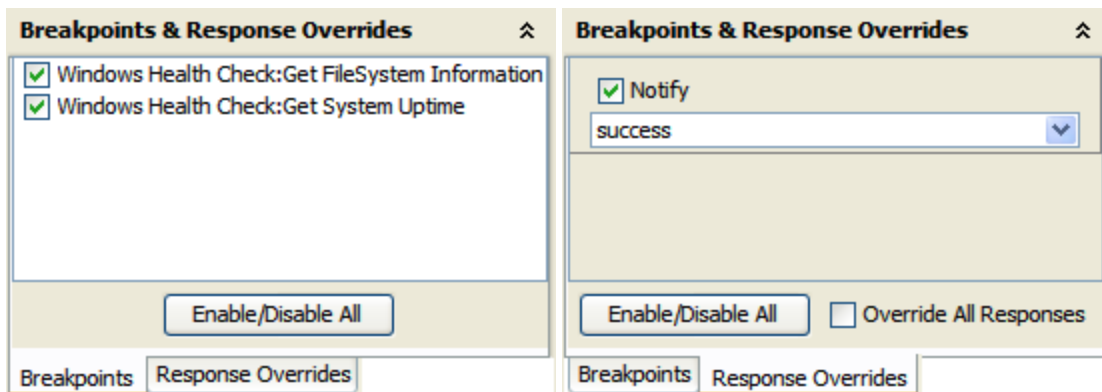 Breakpoints & Response Overrides
Windows Health Check:Get FileSystem Information
Windows Health Check:Get System Uptime
Enable/Disable All
Breakpoints
Response Overrides
Breakpoints & Response Overrides
Notify
success
Enable/Disable All
Override All Responses
Breakpoints
Response Overrides